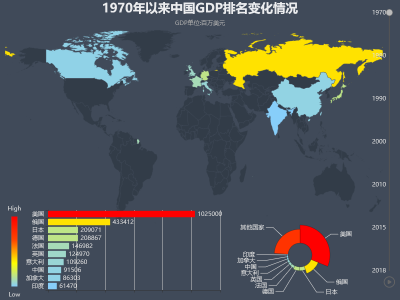 1970年以来中国GDP排名变化情况
GDP单位:百万美元
1970
1990
2000
2010
2015
2018
High
Low
美国 1025000
俄国 433412
日本 209071
德国 208867
法国 146982
英国 124970
意大利 109260
中国 91506
加拿大 86303
印度 61470
其他国家
美国
印度
加拿大
中国
意大利
英国
法国
德国
日本
俄国